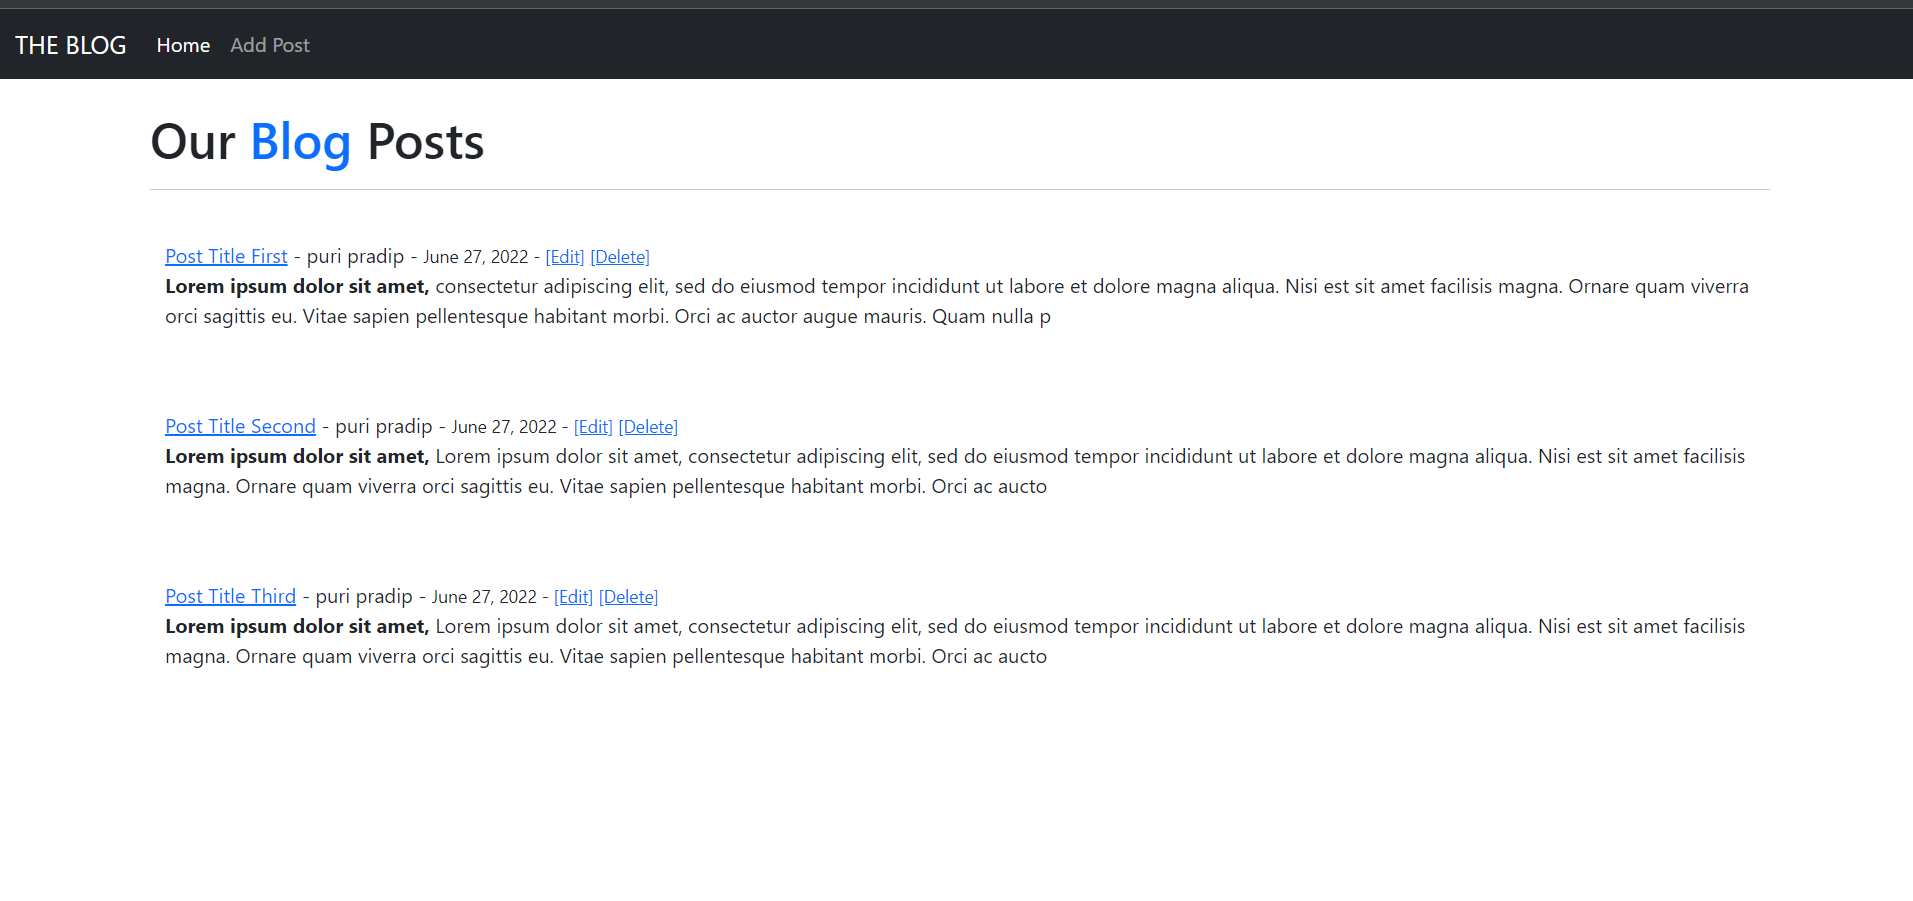 THE BLOG Home Add Post
Our Blog Posts
Post Title First - puri pradip - June 27, 2022 - [Edit] [Delete]
Lorem ipsum dolor sit amet, consectetur adipiscing elit, sed do eiusmod tempor incididunt ut labore et dolore magna aliqua. Nisi est sit amet facilisis magna. Ornare quam viverra
orci sagittis eu. Vitae sapien pellentesque habitant morbi. Orci ac auctor augue mauris. Quam nulla p
Post Title Second - puri pradip - June 27, 2022 - [Edit] [Delete]
Lorem ipsum dolor sit amet, Lorem ipsum dolor sit amet, consectetur adipiscing elit, sed do eiusmod tempor incididunt ut labore et dolore magna aliqua. Nisi est sit amet facilisis
magna. Ornare quam viverra orci sagittis eu. Vitae sapien pellentesque habitant morbi. Orci ac aucto
Post Title Third - puri pradip - June 27, 2022 - [Edit] [Delete]
Lorem ipsum dolor sit amet, Lorem ipsum dolor sit amet, consectetur adipiscing elit, sed do eiusmod tempor incididunt ut labore et dolore magna aliqua. Nisi est sit amet facilisis
magna. Ornare quam viverra orci sagittis eu. Vitae sapien pellentesque habitant morbi. Orci ac aucto